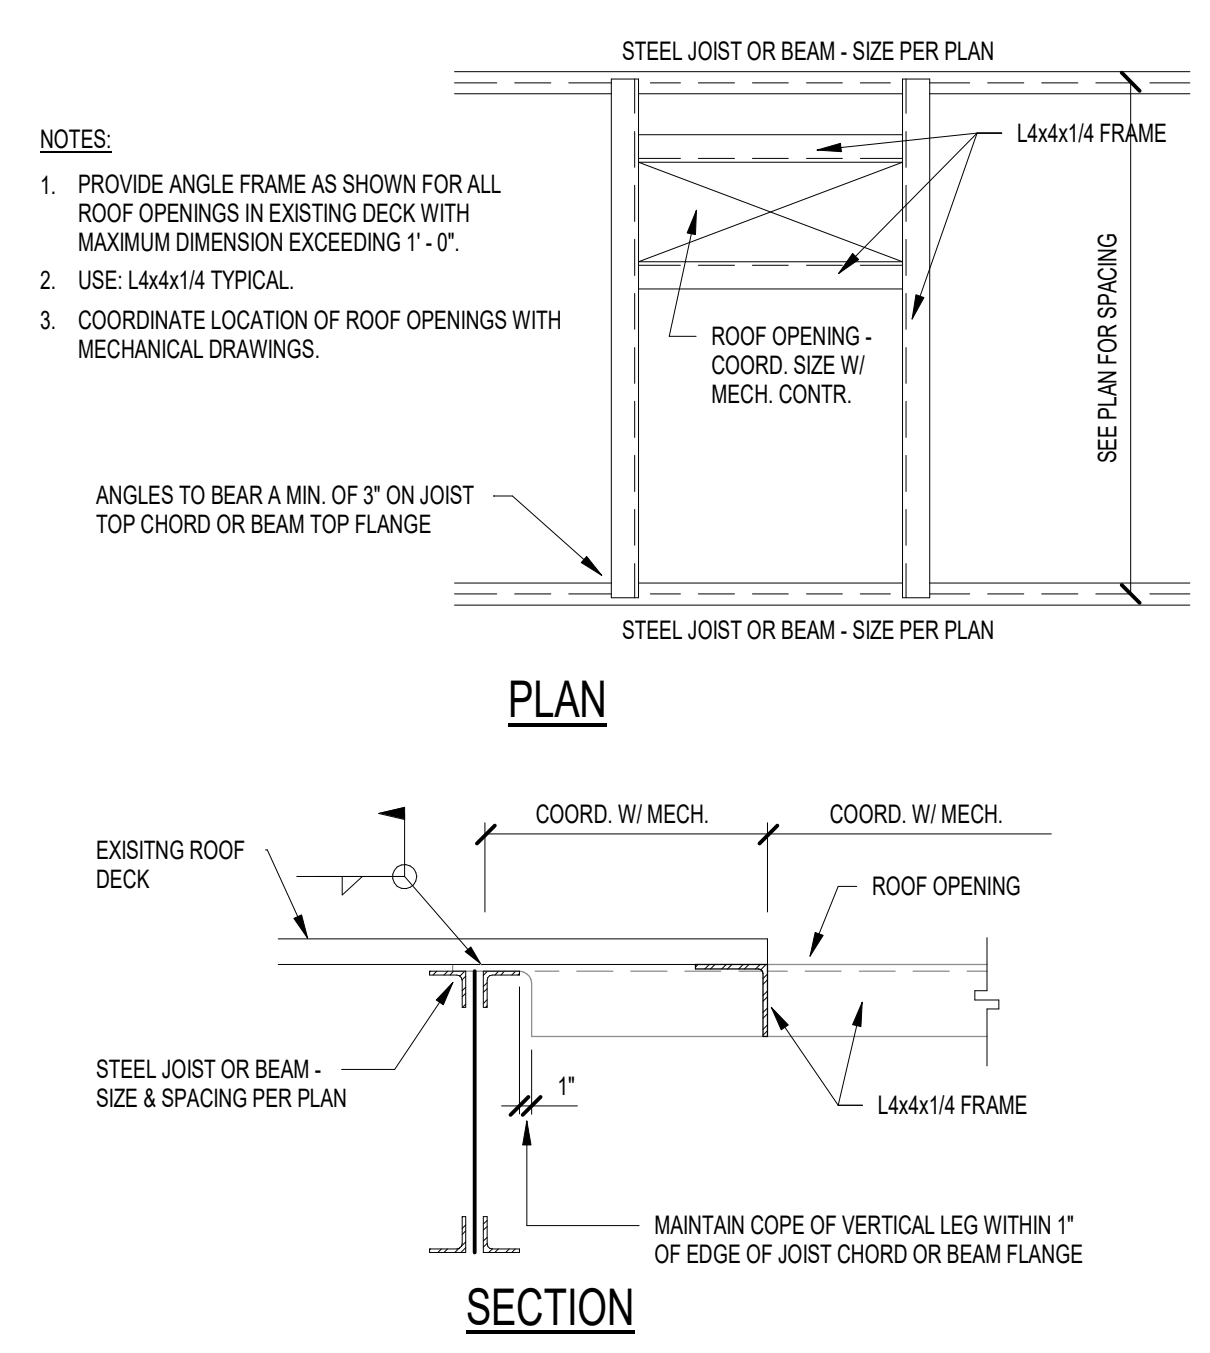 STEEL JOIST OR BEAM - SIZE PER PLAN
NOTES:
1. PROVIDE ANGLE FRAME AS SHOWN FOR ALL
ROOF OPENINGS IN EXISTING DECK WITH
MAXIMUM DIMENSION EXCEEDING 1' - 0".
2. USE: L4x4x1/4 TYPICAL.
3. COORDINATE LOCATION OF ROOF OPENINGS WITH
MECHANICAL DRAWINGS.
L4x4x1/4 FRAME
SEE PLAN FOR SPACING
ROOF OPENING -
COORD. SIZE W/
MECH. CONTR.
ANGLES TO BEAR A MIN. OF 3" ON JOIST
TOP CHORD OR BEAM TOP FLANGE
STEEL JOIST OR BEAM - SIZE PER PLAN
PLAN
COORD. W/ MECH.
COORD. W/ MECH.
EXISITNG ROOF
DECK
ROOF OPENING
STEEL JOIST OR BEAM -
SIZE & SPACING PER PLAN
1"
L4x4x1/4 FRAME
MAINTAIN COPE OF VERTICAL LEG WITHIN 1"
OF EDGE OF JOIST CHORD OR BEAM FLANGE
SECTION